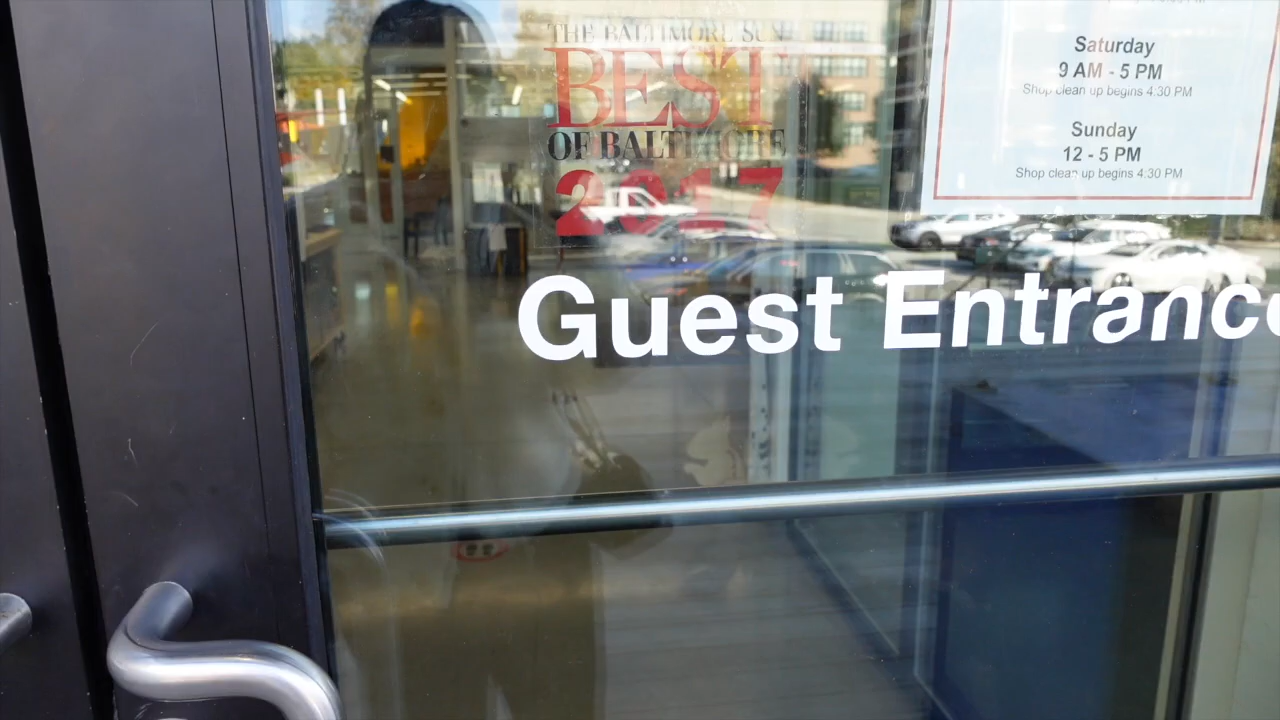 THE BALTIMORE SUN
BEST
OF BALTIMORE
2017
Saturday
9 AM - 5 PM
Shop clean up begins 4:30 PM
Sunday
12 - 5 PM
Shop clean up begins 4:30 PM
Guest Entrance